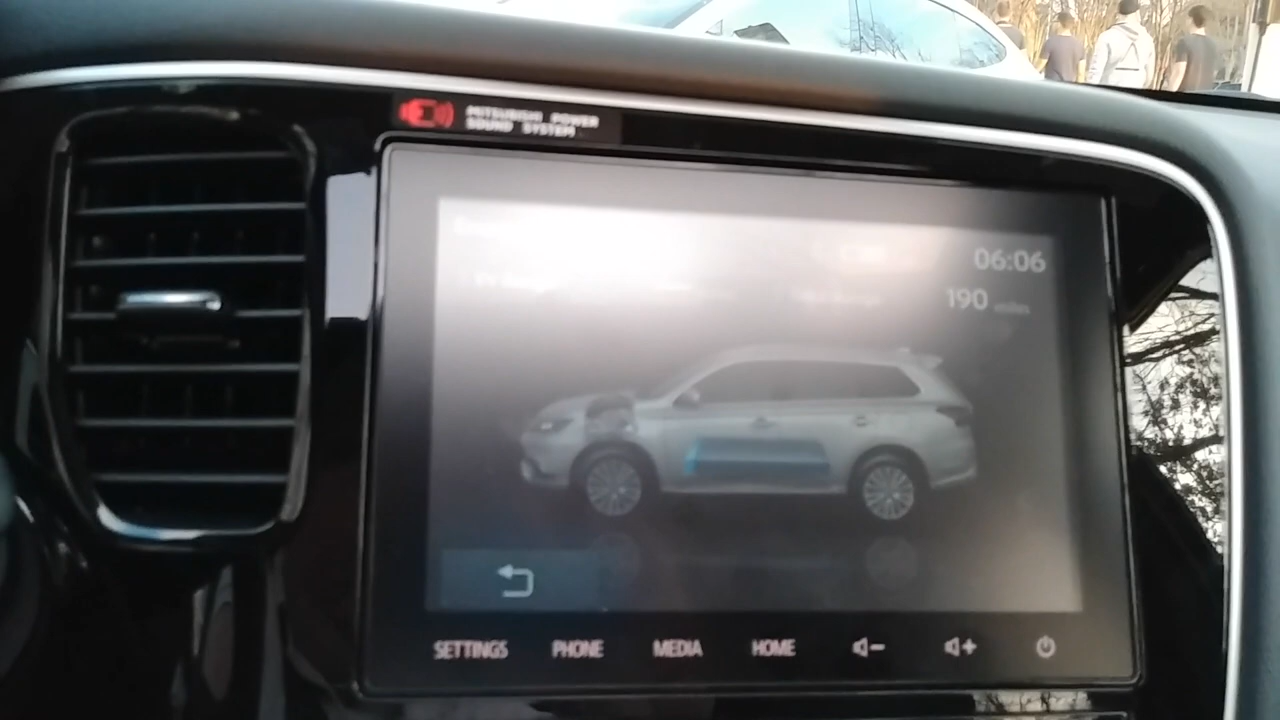 MITSUBISHI POWER
SOUND SYSTEM
06:06
190 miles
SETTINGS PHONE MEDIA HOME